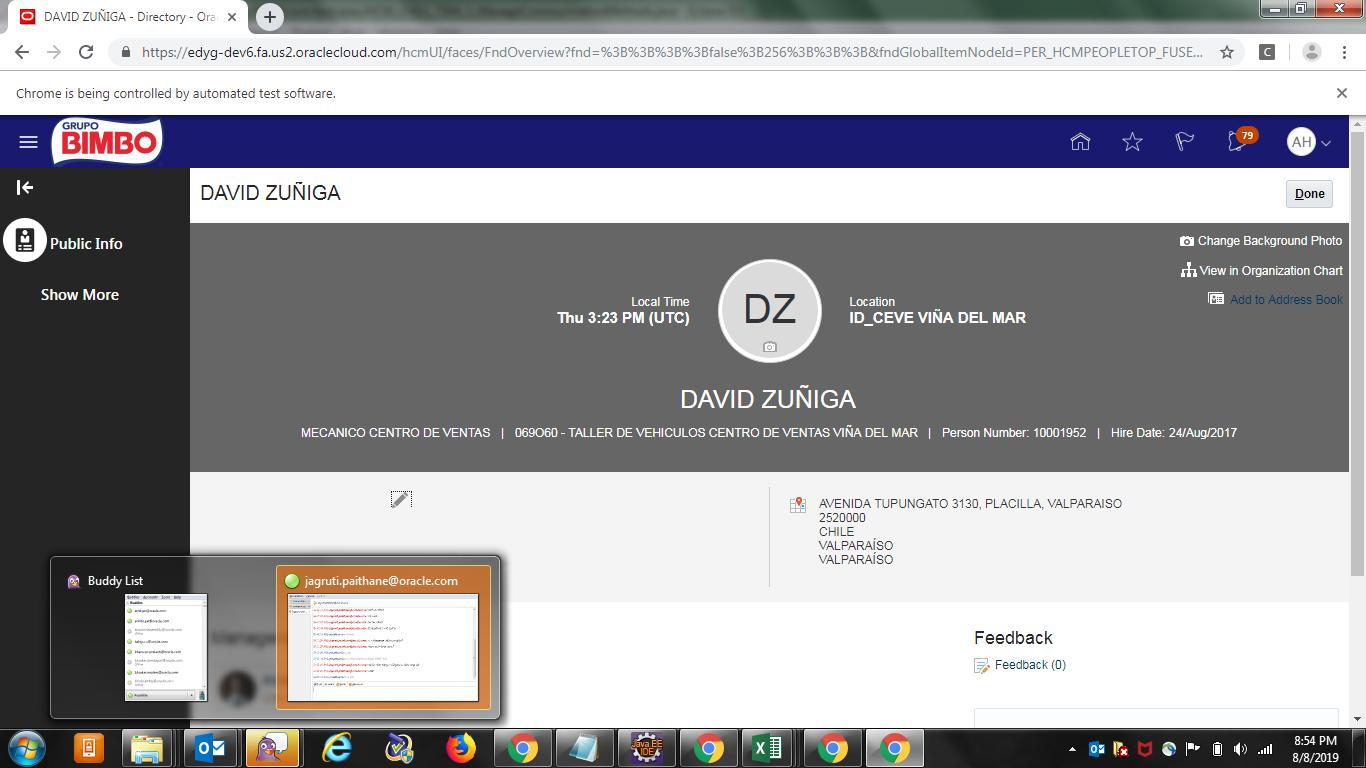 DAVID ZUÑIGA - Directory - Ora
https://edyg-dev6.fa.us2.oraclecloud.com/hcmUI/faces/FndOverview?fnd=%3B%3B%3B%3Bfalse%3B256%3B%3B%3B&fndGlobalItemNodeId=PER_HCMPEOPLETOP_FUSE...
C
Chrome is being controlled by automated test software.
GRUPO
BIMBO
79
AH
DAVID ZUÑIGA
Done
Public Info
Show More
Change Background Photo
View in Organization Chart
Add to Address Book
Local Time
Thu 3:23 PM (UTC)
DZ
Location
ID_CEVE VIÑA DEL MAR
DAVID ZUÑIGA
MECANICO CENTRO DE VENTAS | 069O60 - TALLER DE VEHICULOS CENTRO DE VENTAS VIÑA DEL MAR | Person Number: 10001952 | Hire Date: 24/Aug/2017
AVENIDA TUPUNGATO 3130, PLACILLA, VALPARAISO
2520000
CHILE
VALPARAÍSO
VALPARAÍSO
Buddy List
jagruti.paithane@oracle.com
Feedback
Feedback (0)
Java EE
IDE
8:54 PM
8/8/2019